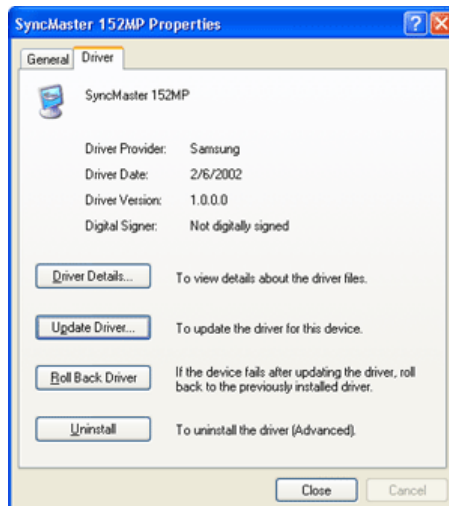 SyncMaster 152MP Properties
General Driver
SyncMaster 152MP
Driver Provider: Samsung
Driver Date: 2/6/2002
Driver Version: 1.0.0.0
Digital Signer: Not digitally signed
Driver Details... To view details about the driver files.
Update Driver... To update the driver for this device.
Roll Back Driver If the device fails after updating the driver, roll
back to the previously installed driver.
Uninstall To uninstall the driver (Advanced).
Close Cancel